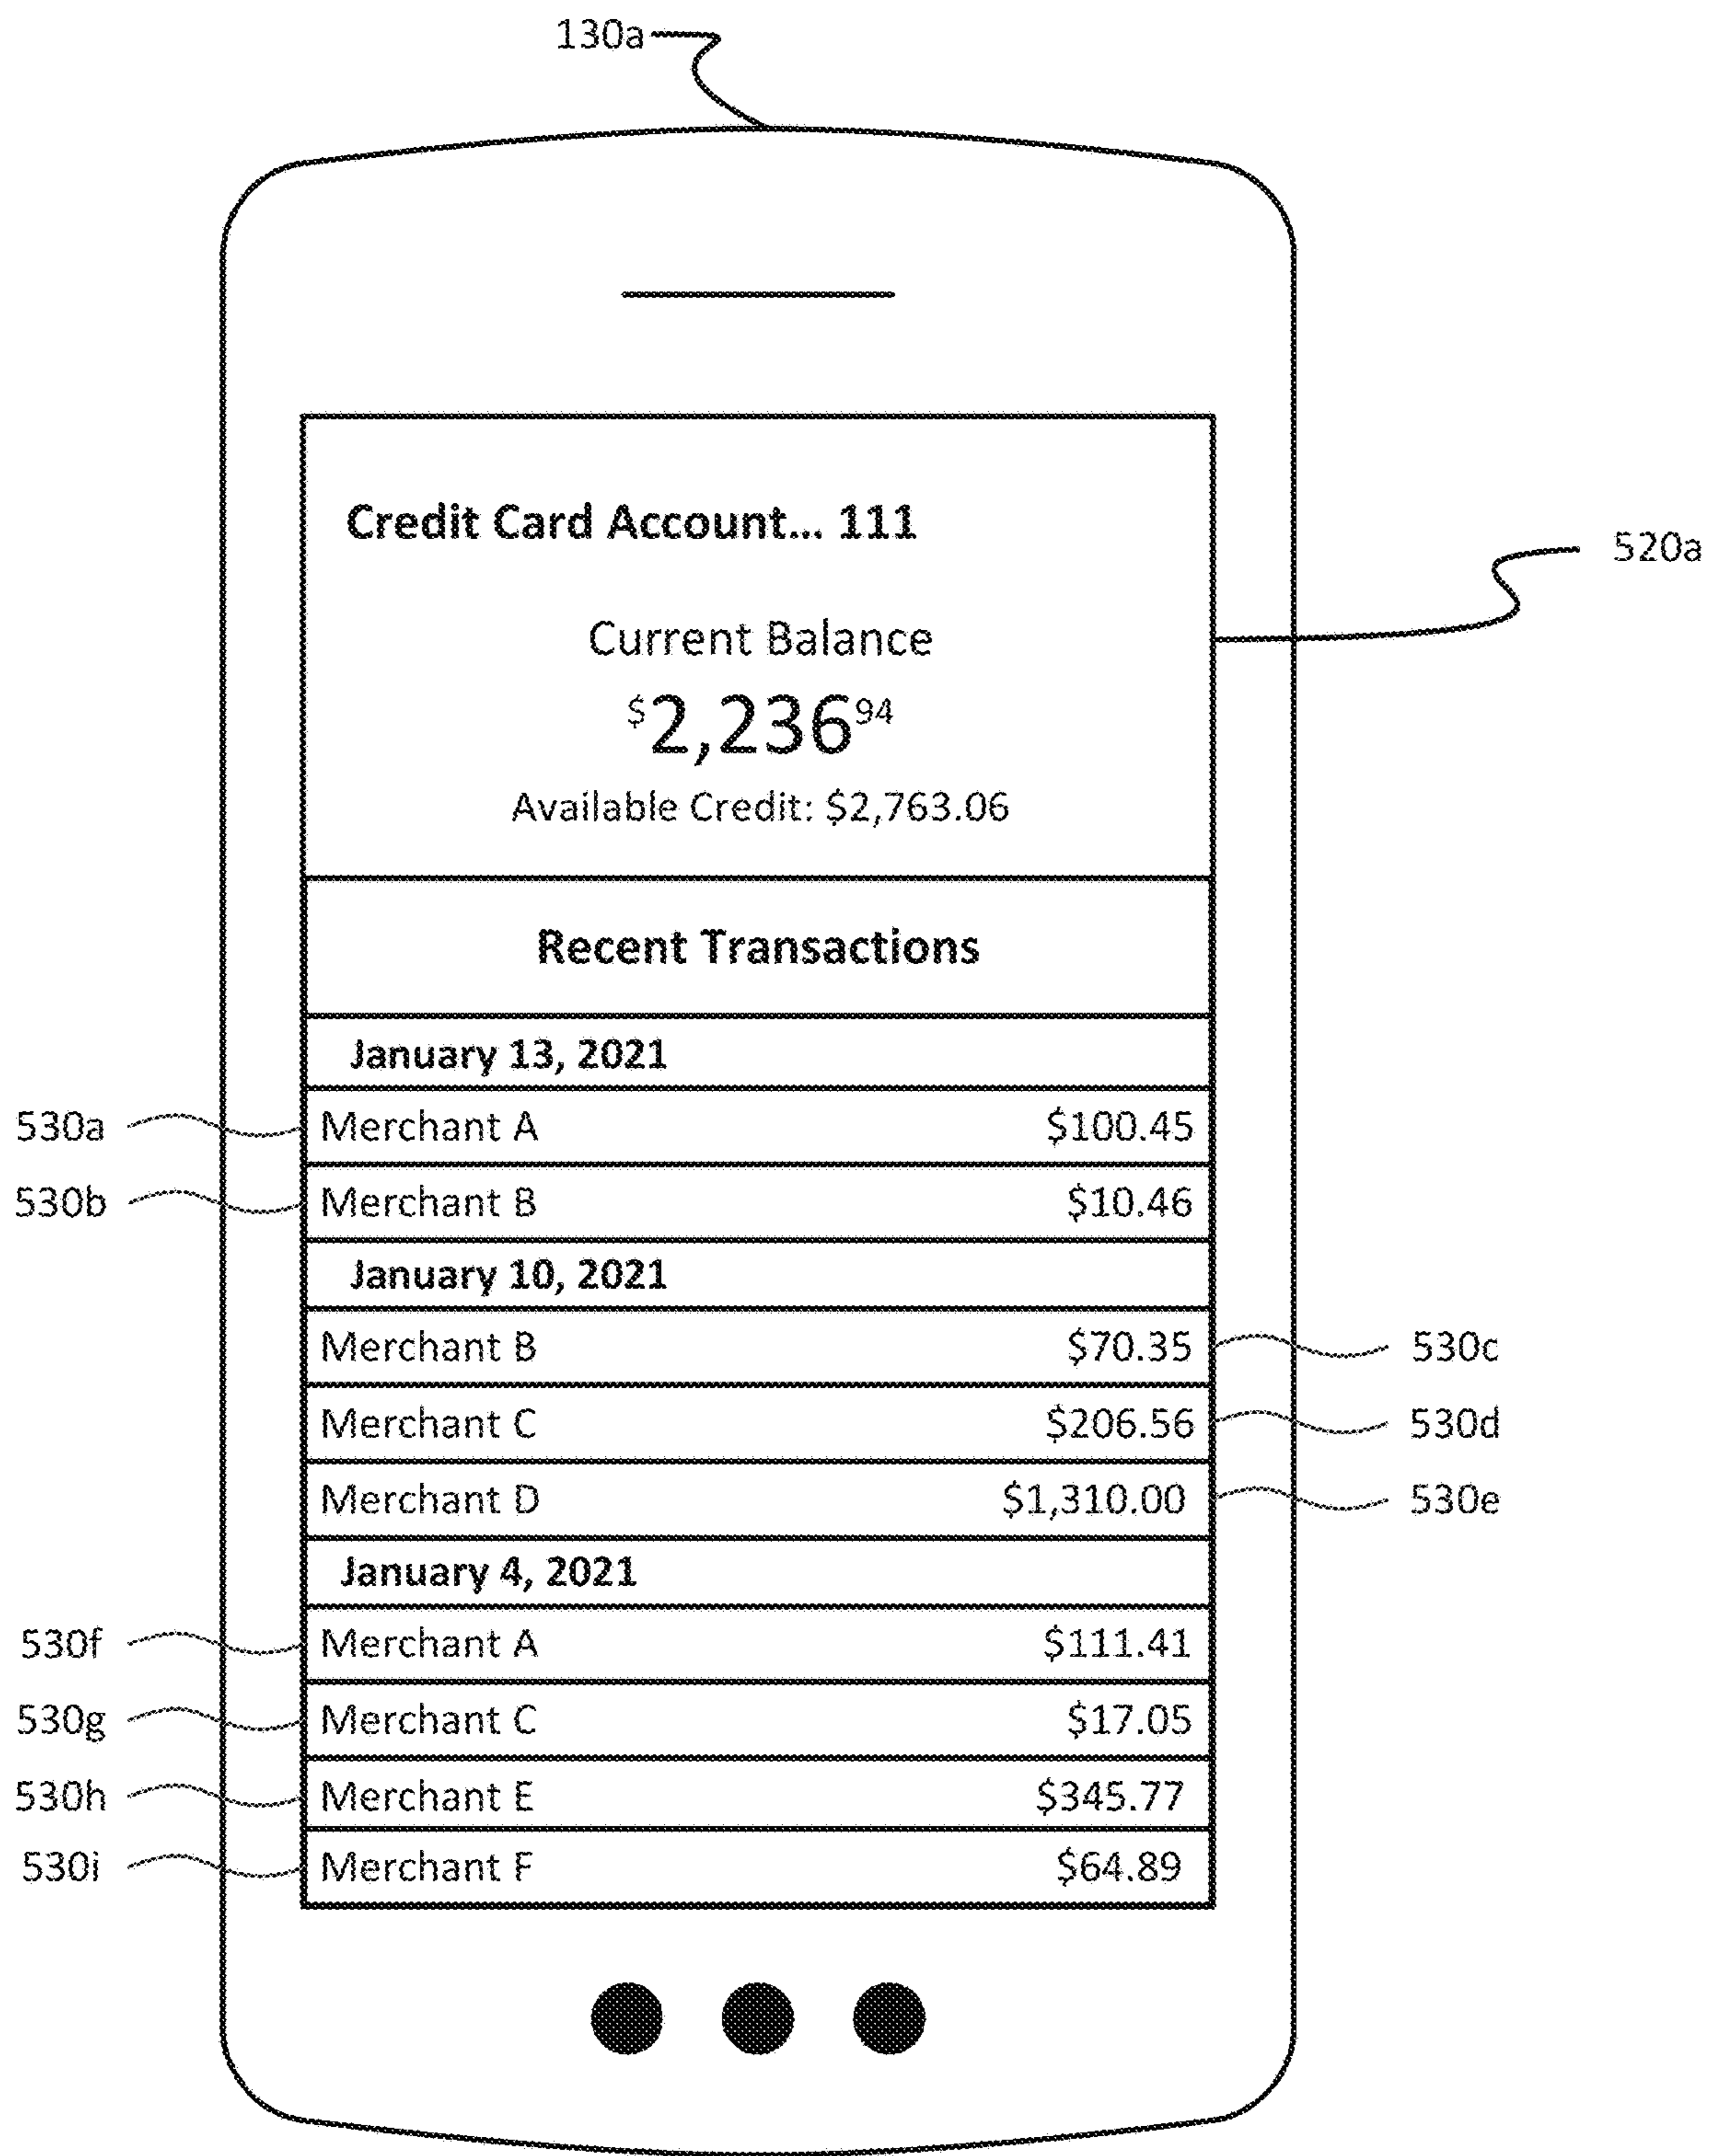 130a
Credit Card Account... 111
520a
Current Balance
$2,23694
Available Credit: $2,763.06
Recent Transactions
January 13, 2021
530a Merchant A $100.45
530b Merchant B $10.46
January 10, 2021
Merchant B $70.35 530c
Merchant C $206.56 530d
Merchant D $1,310.00 530e
January 4, 2021
530f Merchant A $111.41
530g Merchant C $17.05
530h Merchant E $345.77
530i Merchant F $64.89